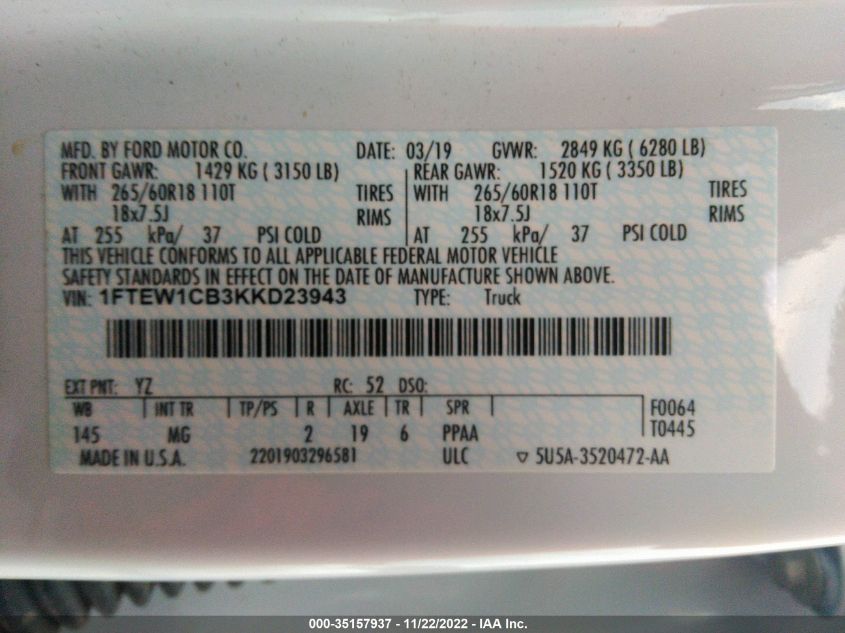 MFD. BY FORD MOTOR CO. DATE: 03/19 GVWR: 2849 KG ( 6280 LB)
FRONT GAWR: 1429 KG ( 3150 LB) REAR GAWR: 1520 KG ( 3350 LB)
WITH 265/60R18 110T TIRES WITH 265/60R18 110T TIRES
18x7.5J RIMS 18x7.5J RIMS
AT 255 kPa/ 37 PSI COLD AT 255 kPa/ 37 PSI COLD
THIS VEHICLE CONFORMS TO ALL APPLICABLE FEDERAL MOTOR VEHICLE
SAFETY STANDARDS IN EFFECT ON THE DATE OF MANUFACTURE SHOWN ABOVE.
VIN: 1FTEW1CB3KKD23943 TYPE: Truck
EXT PNT: YZ RC: 52 DSO:
WB INT TR TP/PS R AXLE TR SPR F0064
145 MG 2 19 6 PPAA T0445
MADE IN U.S.A. 2201903296581 ULC ▽ 5U5A-3520472-AA
000-35157937 - 11/22/2022 - IAA Inc.